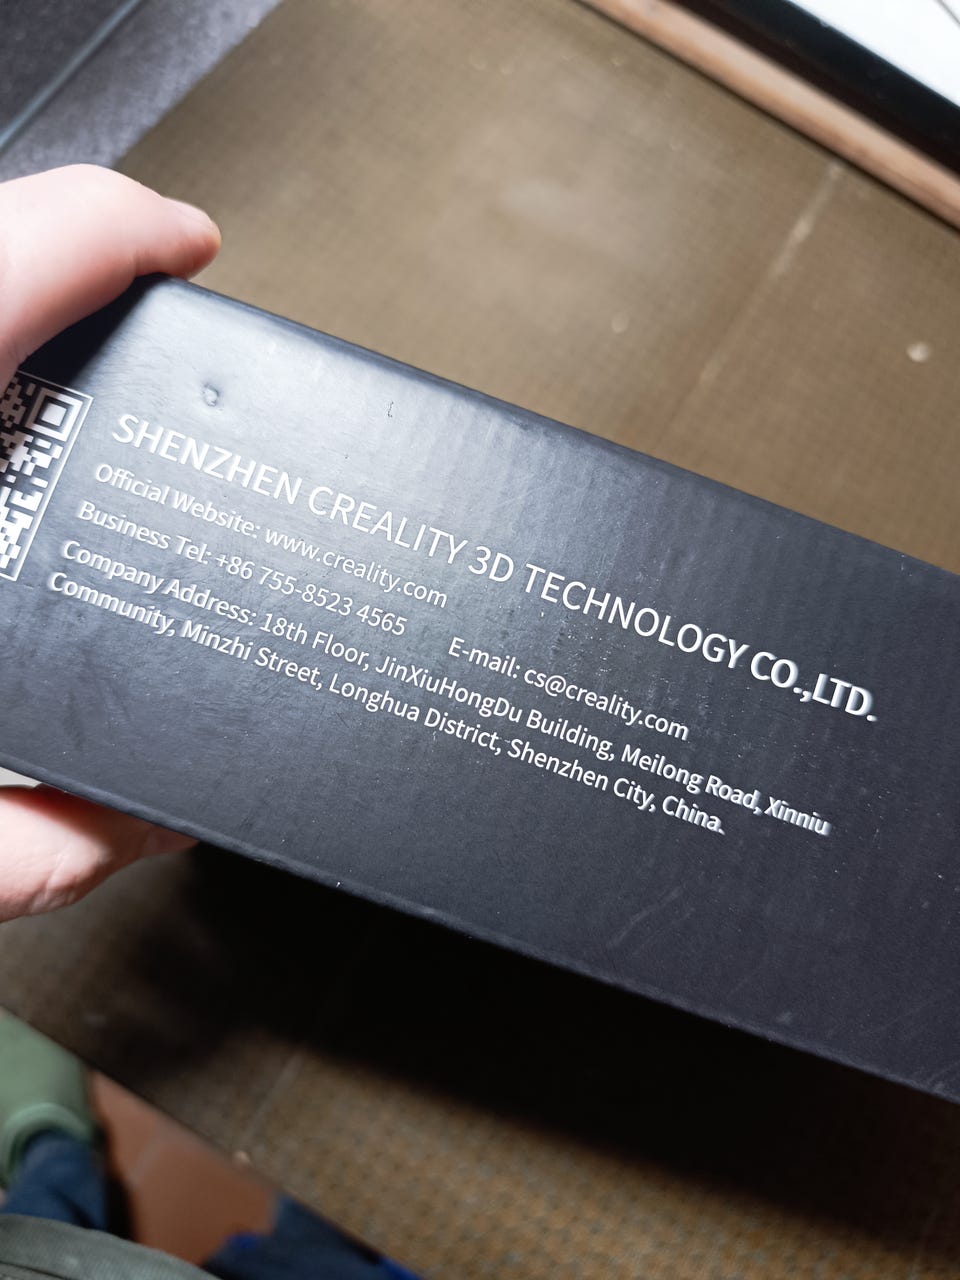 SHENZHEN CREALITY 3D TECHNOLOGY CO.,LTD.
Official Website: www.creality.com
Business Tel: +86 755-8523 4565 E-mail: cs@creality.com
Company Address: 18th Floor, JinXiuHongDu Building, Meilong Road, Xinniu
Community, Minzhi Street, Longhua District, Shenzhen City, China.